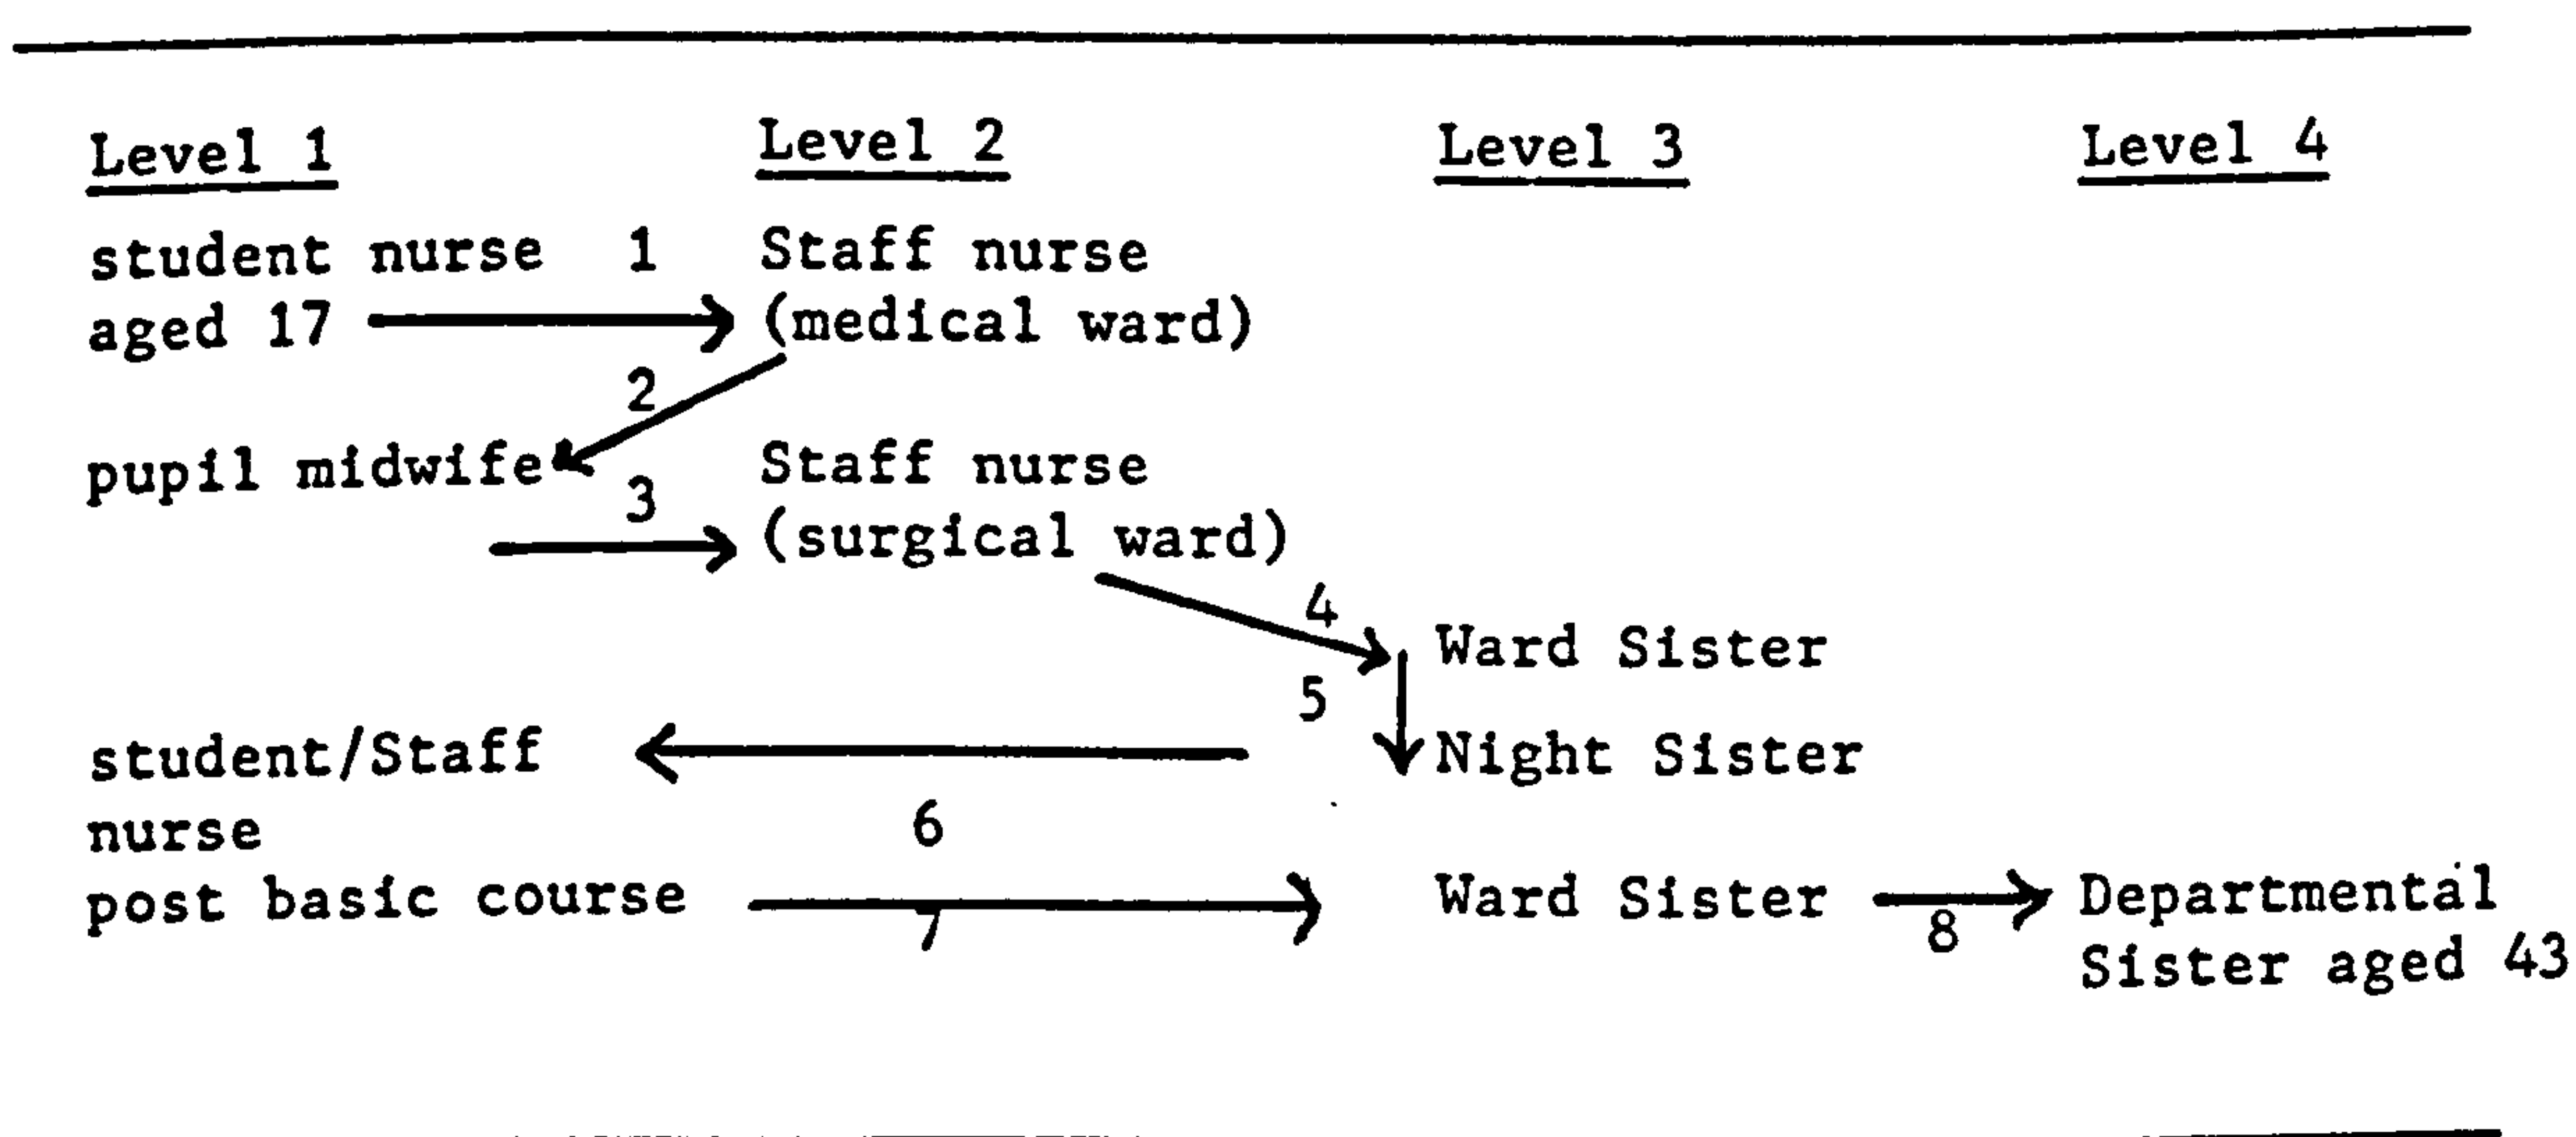 Level 1 Level 2 Level 3 Level 4
student nurse 1 Staff nurse
aged 17 (medical ward)
2
pupil midwife Staff nurse
3
(surgical ward)
4
Ward Sister
5
student/Staff Night Sister
nurse 6
post basic course Ward Sister Departmental
7 8
Sister aged 43